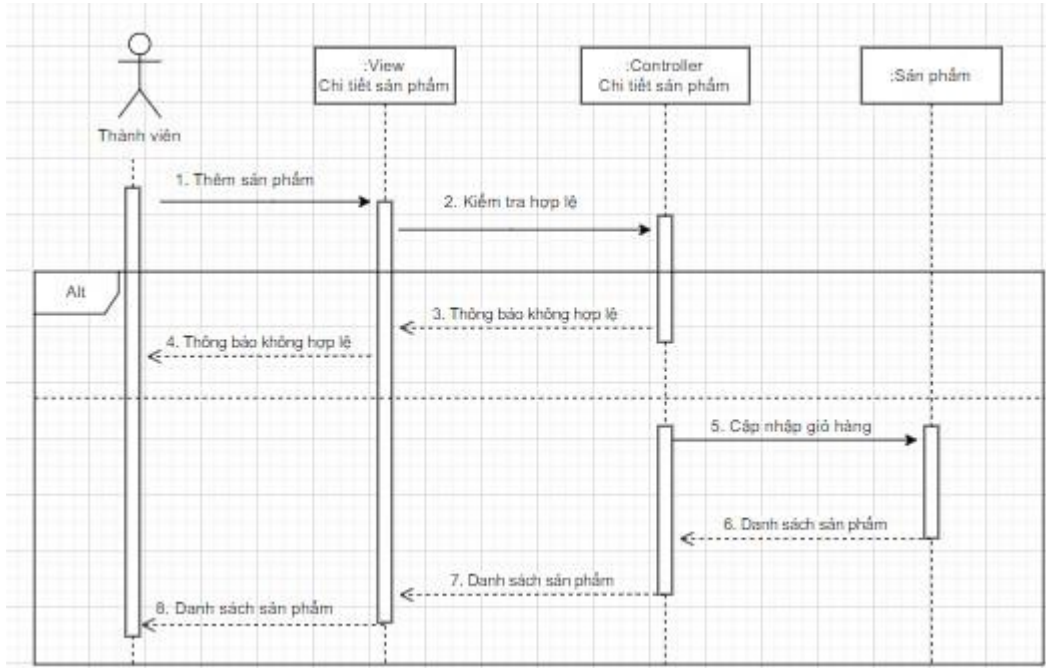 :View
Chi tiết sản phẩm
:Controller
Chi tiết sản phẩm
:Sản phẩm
Thành viên
1. Thêm sản phẩm
2. Kiểm tra hợp lệ
Alt
3. Thông báo không hợp lệ
4. Thông báo không hợp lệ
5. Cập nhập giỏ hàng
6. Danh sách sản phẩm
7. Danh sách sản phẩm
8. Danh sách sản phẩm